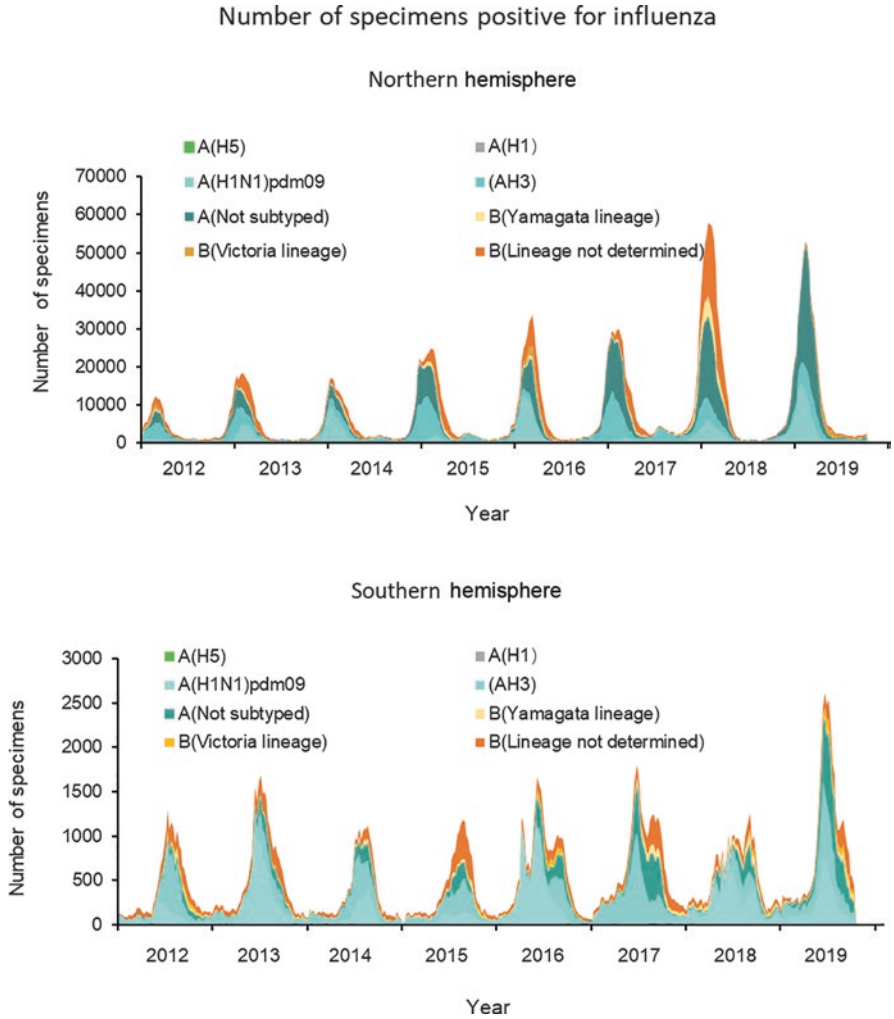 Number of specimens positive for influenza
Northern hemisphere
A(H5) A(H1)
A(H1N1)pdm09 (AH3)
A(Not subtyped) B(Yamagata lineage)
B(Victoria lineage) B(Lineage not determined)
Number of specimens
70000
60000
50000
40000
30000
20000
10000
0
2012 2013 2014 2015 2016 2017 2018 2019
Year
Southern hemisphere
A(H5) A(H1)
A(H1N1)pdm09 (AH3)
A(Not subtyped) B(Yamagata lineage)
B(Victoria lineage) B(Lineage not determined)
Number of specimens
3000
2500
2000
1500
1000
500
0
2012 2013 2014 2015 2016 2017 2018 2019
Year